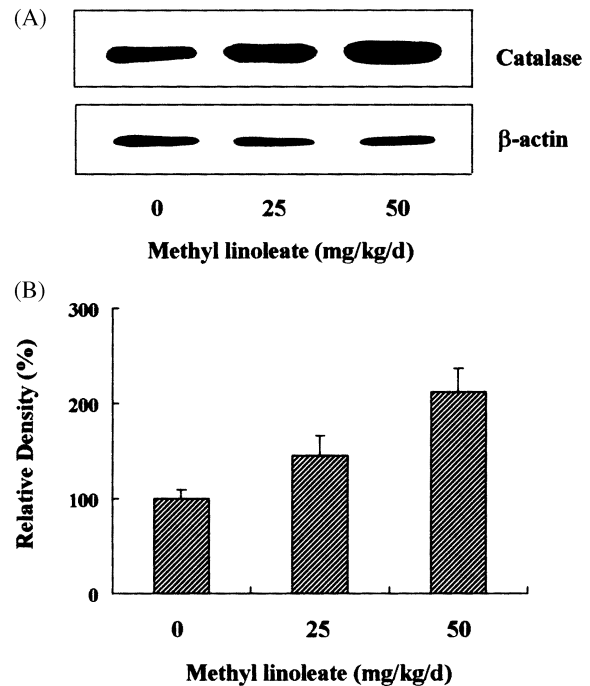 (A)
Catalase
β-actin
0 25 50
Methyl linoleate (mg/kg/d)
(B)
300
200
100
0
Relative Density (%)
0 25 50
Methyl linoleate (mg/kg/d)